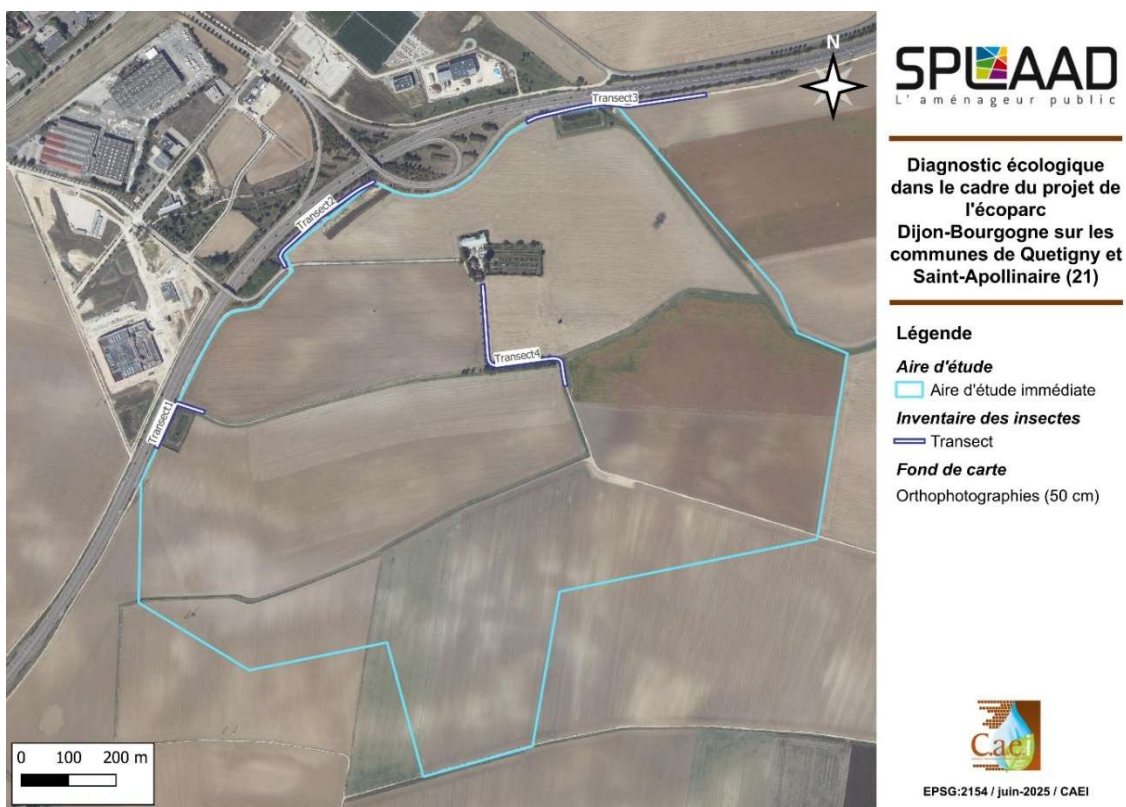 Transect3
N
Transect2
Transect4
Transect1
0 100 200 m
SPLAAD
L'aménageur public
Diagnostic écologique
dans le cadre du projet de
l'écoparc
Dijon-Bourgogne sur les
communes de Quetigny et
Saint-Apollinaire (21)
Légende
Aire d'étude
Aire d'étude immédiate
Inventaire des insectes
Transect
Fond de carte
Orthophotographies (50 cm)
C.a.e.i
EPSG:2154 / juin-2025 / CAEI